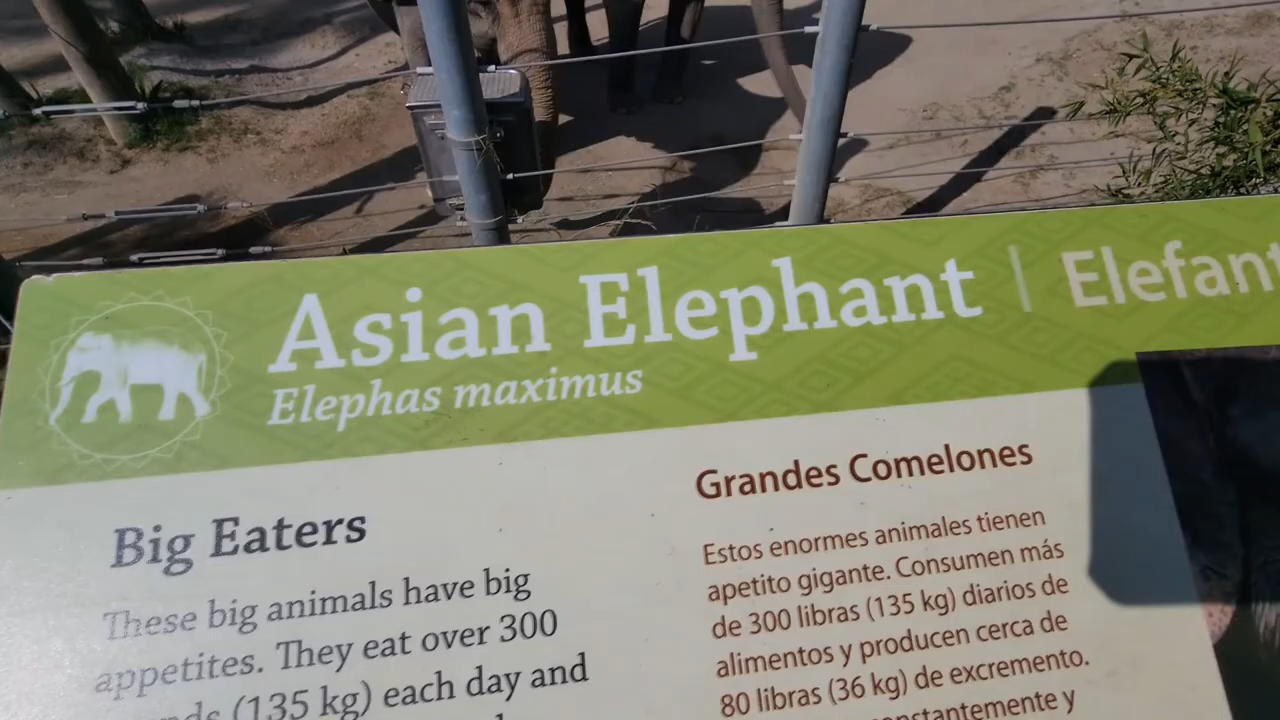 Asian Elephant | Elefant
Elephas maximus
Big Eaters
These big animals have big
appetites. They eat over 300
(135 kg) each day and
Grandes Comelones
Estos enormes animales tienen
apetito gigante. Consumen más
de 300 libras (135 kg) diarios de
alimentos y producen cerca de
80 libras (36 kg) de excremento.
constantemente y